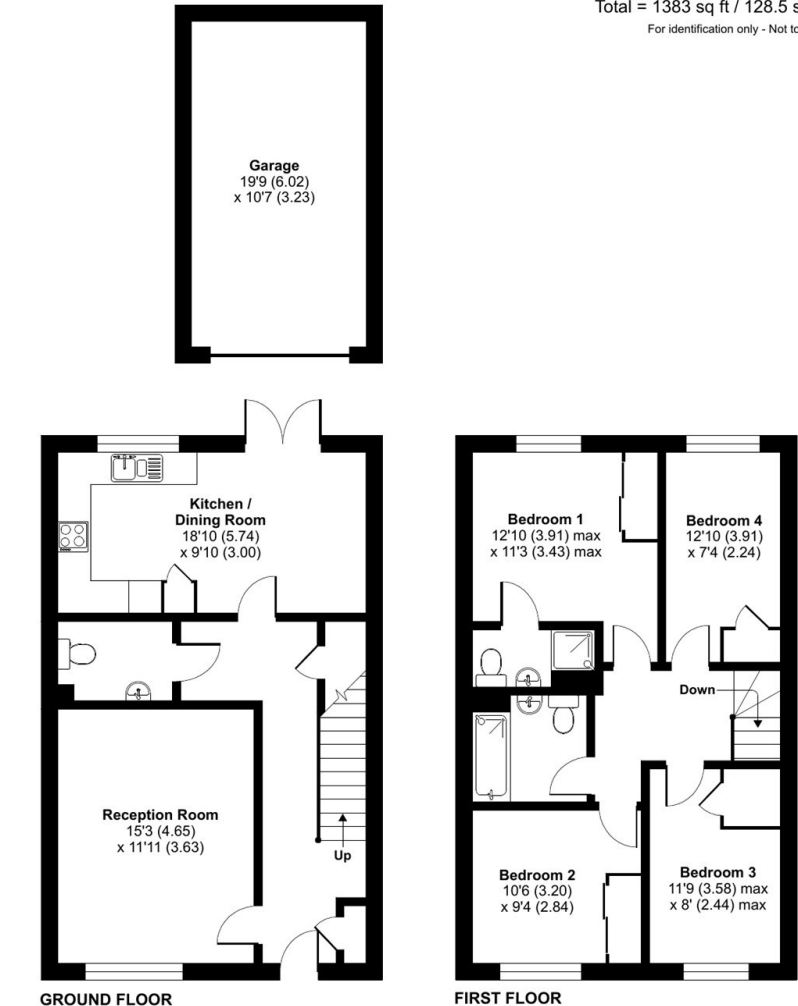 Total = 1383 sq ft / 128.5 s
For identification only - Not to
Garage
19'9 (6.02)
x 10'7 (3.23)
Kitchen /
Dining Room
18'10 (5.74)
x 9'10 (3.00)
Reception Room
15'3 (4.65)
x 11'11 (3.63)
Up
GROUND FLOOR
Bedroom 1
12'10 (3.91) max
x 11'3 (3.43) max
Bedroom 4
12'10 (3.91)
x 7'4 (2.24)
Down
Bedroom 2
10'6 (3.20)
x 9'4 (2.84)
Bedroom 3
11'9 (3.58) max
x 8' (2.44) max
FIRST FLOOR